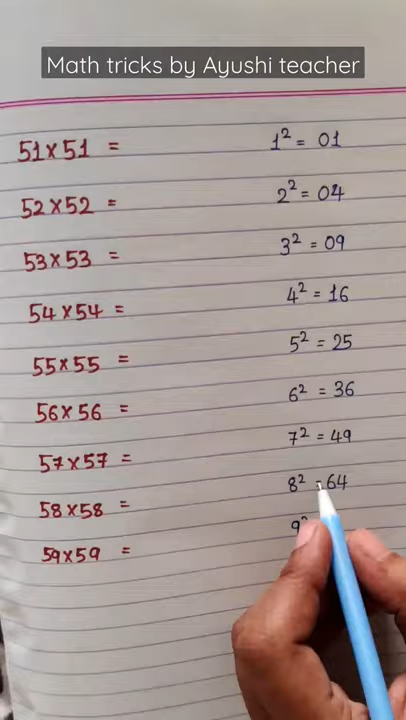 Math tricks by Ayushi teacher
51 x 51 = 1² = 01
52 x 52 = 2² = 04
53 x 53 = 3² = 09
54 x 54 = 4² = 16
55 x 55 = 5² = 25
56 x 56 = 6² = 36
57 x 57 = 7² = 49
58 x 58 = 8² = 64
59 x 59 =